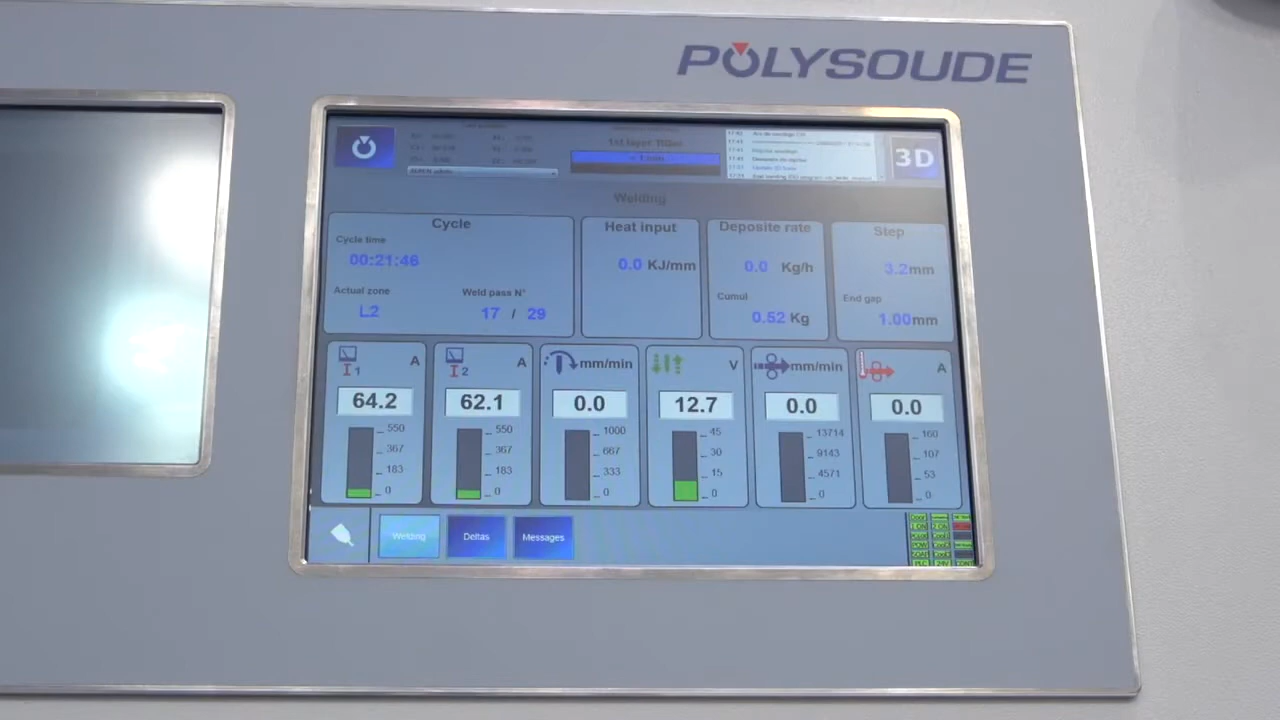 POLYSOUDE
1st layer
3D
Welding
Cycle
Cycle time
00:21:46
Actual zone
L2
Weld pass N°
17 / 29
Heat input
0.0 KJ/mm
Deposite rate
0.0 Kg/h
Cumul
0.52 Kg
Step
3.2mm
End gap
1.00mm
I1 A
64.2
550
367
183
0
I2 A
62.1
550
367
183
0
mm/min
0.0
1000
667
333
0
V
12.7
45
30
15
0
mm/min
0.0
13714
9143
4571
0
A
0.0
160
107
53
0
Welding
Deltas
Messages